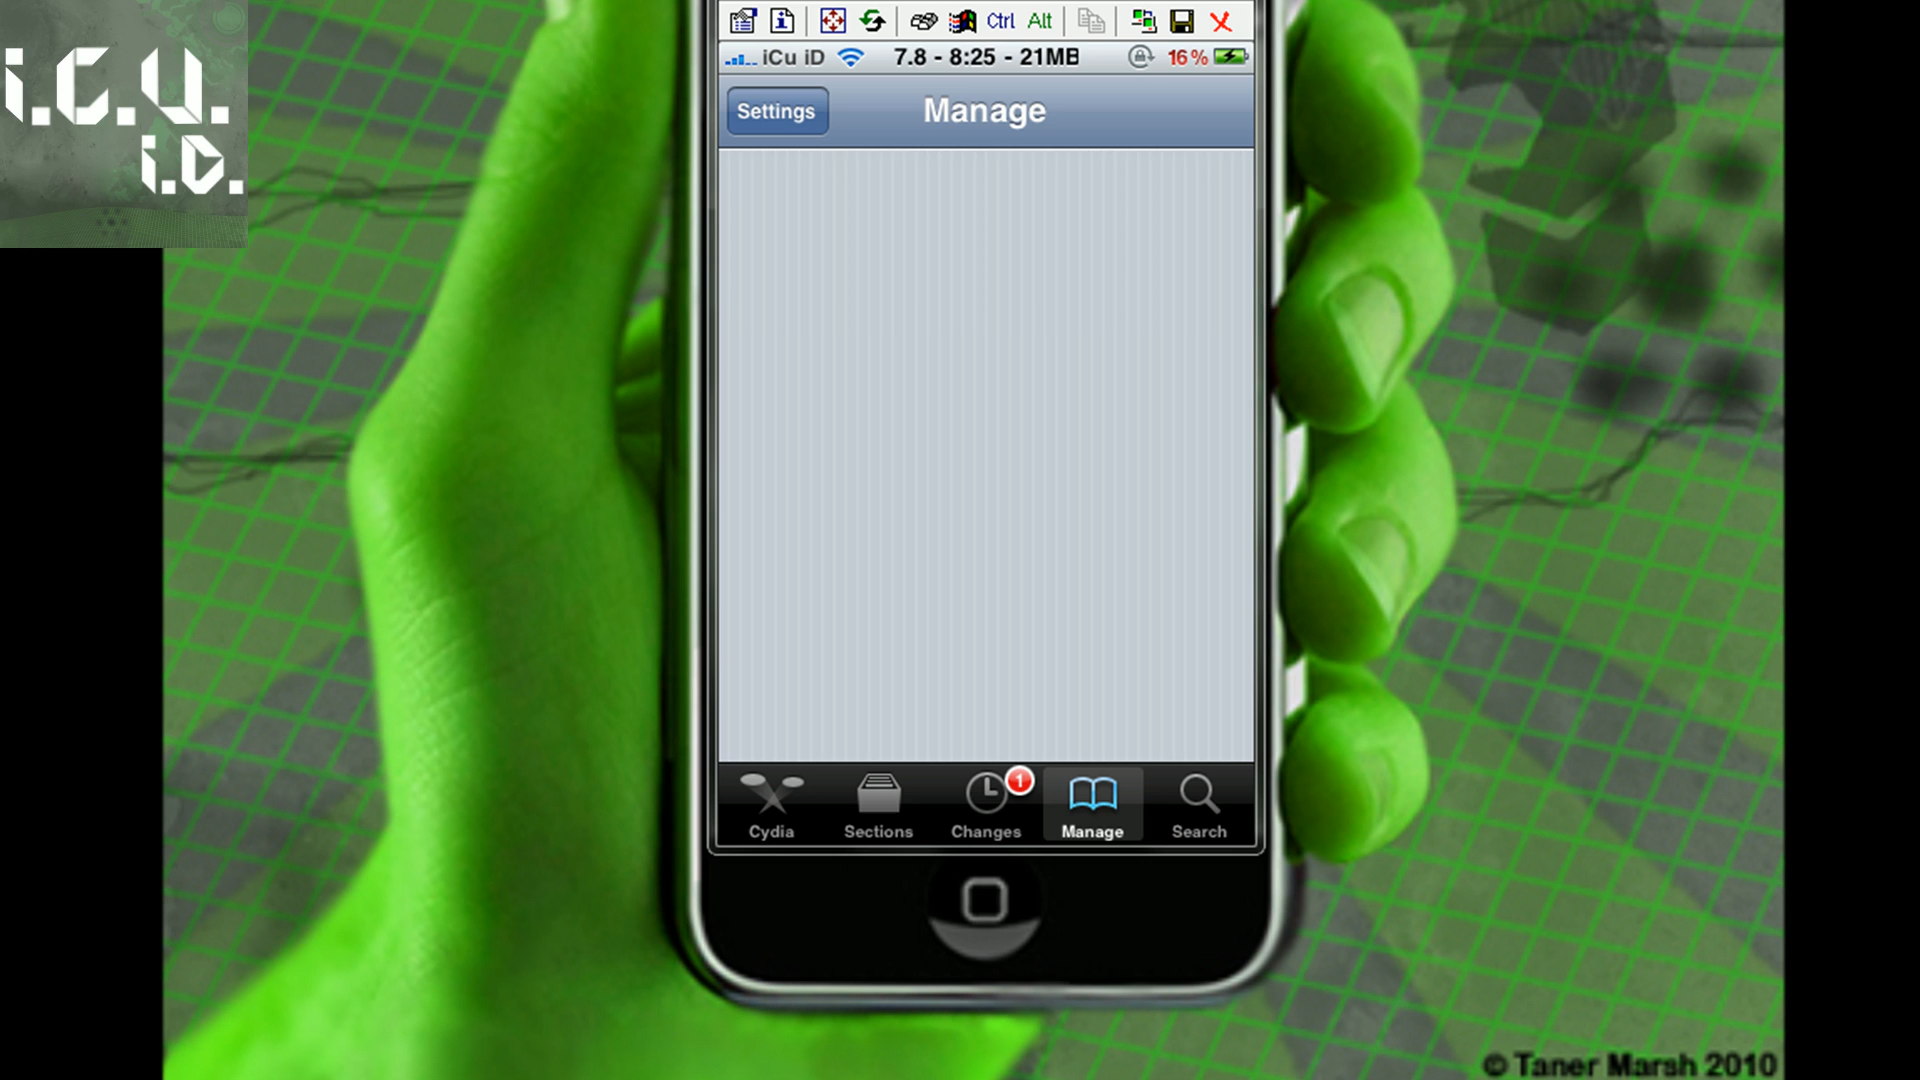 i.C.U.
i.D.
Ctrl Alt
iCu iD 7.8 - 8:25 - 21MB 16%
Settings Manage
1
Cydia Sections Changes Manage Search
© Taner Marsh 2010